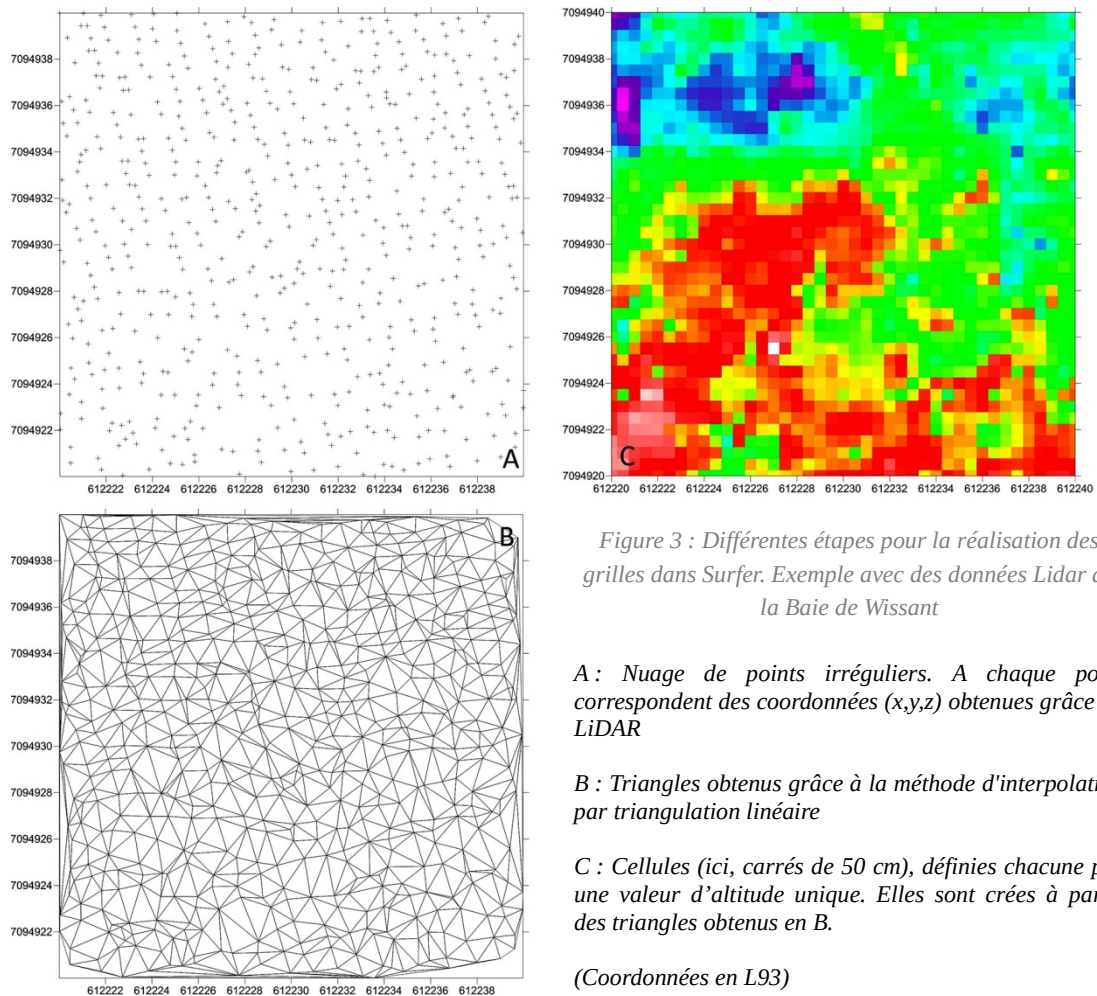 7094938
7094936
7094934
7094932
7094930
7094928
7094926
7094924
7094922
A
612222 612224 612226 612228 612230 612232 612234 612236 612238
7094940
7094938
7094936
7094934
7094932
7094930
7094928
7094926
7094924
7094922
7094920
C
612220 612222 612224 612226 612228 612230 612232 612234 612236 612238 612240
B
7094938
7094936
7094934
7094932
7094930
7094928
7094926
7094924
7094922
612222 612224 612226 612228 612230 612232 612234 612236 612238
Figure 3 : Différentes étapes pour la réalisation des
grilles dans Surfer. Exemple avec des données Lidar d
la Baie de Wissant
A : Nuage de points irréguliers. A chaque po
correspondent des coordonnées (x,y,z) obtenues grâce
LiDAR
B : Triangles obtenus grâce à la méthode d'interpolati
par triangulation linéaire
C : Cellules (ici, carrés de 50 cm), définies chacune p
une valeur d’altitude unique. Elles sont crées à par
des triangles obtenus en B.
(Coordonnées en L93)